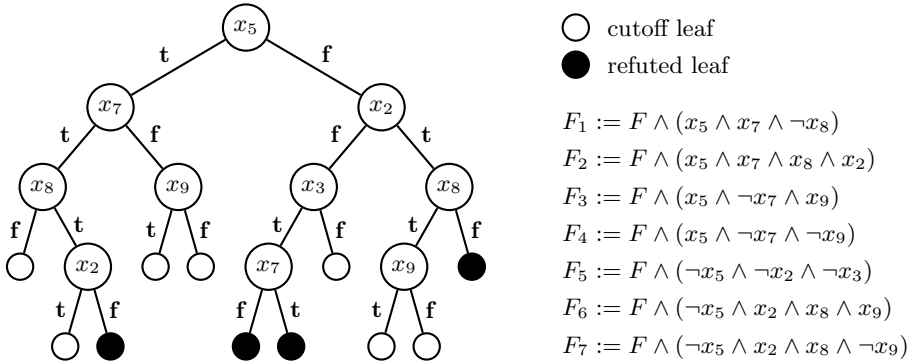 x5
t
f
x7
x2
t
f
f
t
x8
x9
x3
x8
f
t
t
f
t
f
t
f
x2
x7
x9
t
f
f
t
t
f
cutoff leaf
refuted leaf
F1 := F ∧ (x5 ∧ x7 ∧ ¬x8)
F2 := F ∧ (x5 ∧ x7 ∧ x8 ∧ x2)
F3 := F ∧ (x5 ∧ ¬x7 ∧ x9)
F4 := F ∧ (x5 ∧ ¬x7 ∧ ¬x9)
F5 := F ∧ (¬x5 ∧ ¬x2 ∧ ¬x3)
F6 := F ∧ (¬x5 ∧ x2 ∧ x8 ∧ x9)
F7 := F ∧ (¬x5 ∧ x2 ∧ x8 ∧ ¬x9)